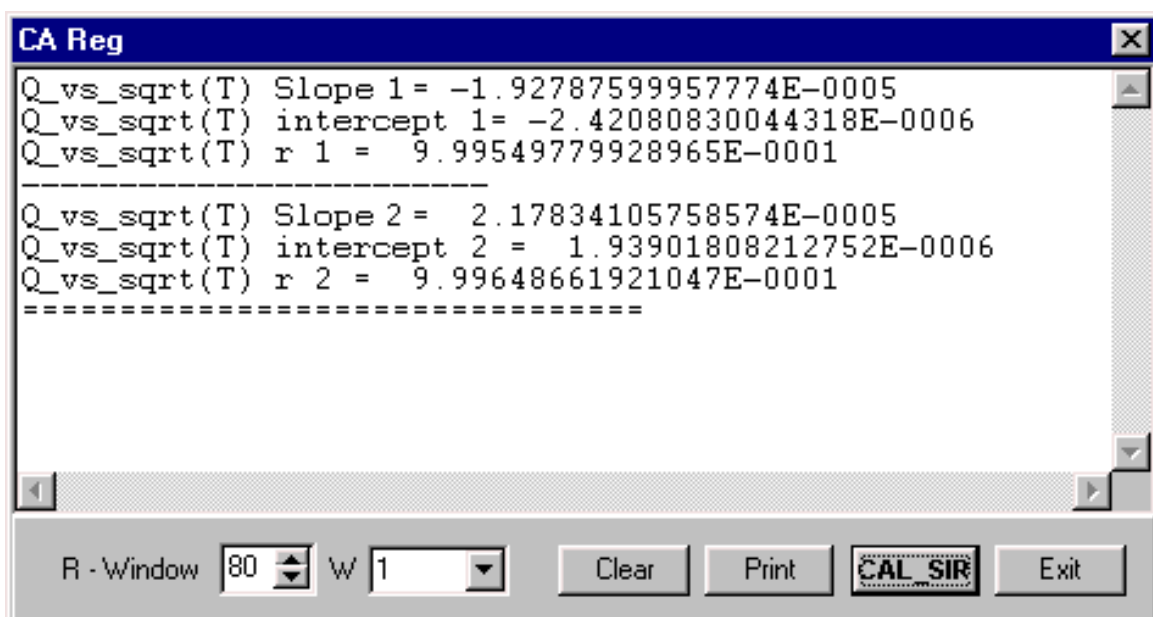 CA Reg
Q_vs_sqrt(T) Slope 1= -1.92787599957774E-0005
Q_vs_sqrt(T) intercept 1= -2.42080830044318E-0006
Q_vs_sqrt(T) r 1 = 9.99549779928965E-0001
------------------------
Q_vs_sqrt(T) Slope 2 = 2.17834105758574E-0005
Q_vs_sqrt(T) intercept 2 = 1.93901808212752E-0006
Q_vs_sqrt(T) r 2 = 9.99648661921047E-0001
================================
R - Window 80 W 1 Clear Print CAL_SIR Exit